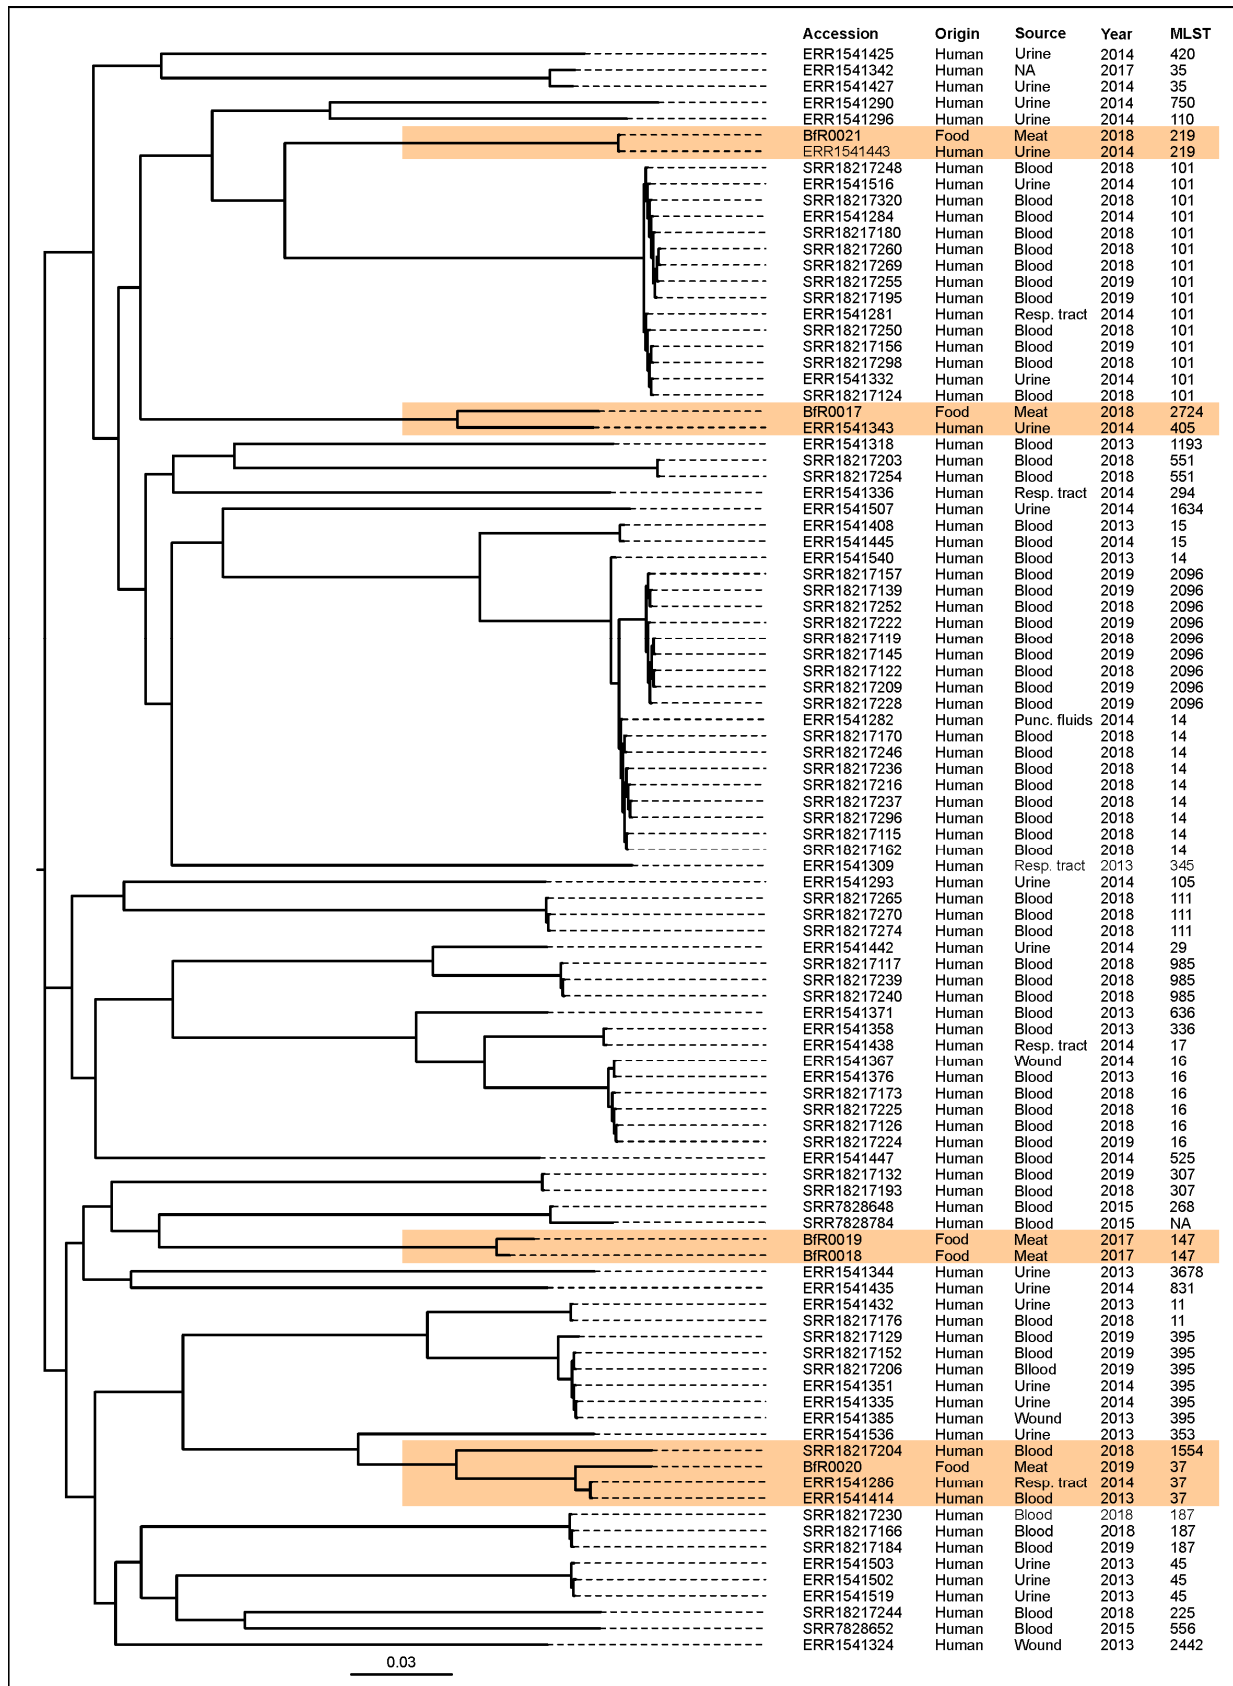 Accession Origin Source Year MLST
ERR1541425 Human Urine 2014 420
ERR1541342 Human NA 2017 35
ERR1541427 Human Urine 2014 35
ERR1541290 Human Urine 2014 750
ERR1541296 Human Urine 2014 110
BfR0021 Food Meat 2018 219
ERR1541443 Human Urine 2014 219
SRR18217248 Human Blood 2018 101
ERR1541516 Human Urine 2014 101
SRR18217320 Human Blood 2018 101
ERR1541284 Human Blood 2014 101
SRR18217180 Human Blood 2018 101
SRR18217260 Human Blood 2018 101
SRR18217269 Human Blood 2018 101
SRR18217255 Human Blood 2019 101
SRR18217195 Human Blood 2019 101
ERR1541281 Human Resp. tract 2014 101
SRR18217250 Human Blood 2018 101
SRR18217156 Human Blood 2019 101
SRR18217298 Human Blood 2018 101
ERR1541332 Human Urine 2014 101
SRR18217124 Human Blood 2018 101
BfR0017 Food Meat 2018 2724
ERR1541343 Human Urine 2014 405
ERR1541318 Human Blood 2013 1193
SRR18217203 Human Blood 2018 551
SRR18217254 Human Blood 2018 551
ERR1541336 Human Resp. tract 2014 294
ERR1541507 Human Urine 2014 1634
ERR1541408 Human Blood 2013 15
ERR1541445 Human Blood 2014 15
ERR1541540 Human Blood 2013 14
SRR18217157 Human Blood 2019 2096
SRR18217139 Human Blood 2019 2096
SRR18217252 Human Blood 2018 2096
SRR18217222 Human Blood 2019 2096
SRR18217119 Human Blood 2018 2096
SRR18217145 Human Blood 2019 2096
SRR18217122 Human Blood 2018 2096
SRR18217209 Human Blood 2019 2096
SRR18217228 Human Blood 2019 2096
ERR1541282 Human Punc. fluids 2014 14
SRR18217170 Human Blood 2018 14
SRR18217246 Human Blood 2018 14
SRR18217236 Human Blood 2018 14
SRR18217216 Human Blood 2018 14
SRR18217237 Human Blood 2018 14
SRR18217296 Human Blood 2018 14
SRR18217115 Human Blood 2018 14
SRR18217162 Human Blood 2018 14
ERR1541309 Human Resp. tract 2013 345
ERR1541293 Human Urine 2014 105
SRR18217265 Human Blood 2018 111
SRR18217270 Human Blood 2018 111
SRR18217274 Human Blood 2018 111
ERR1541442 Human Urine 2014 29
SRR18217117 Human Blood 2018 985
SRR18217239 Human Blood 2018 985
SRR18217240 Human Blood 2018 985
ERR1541371 Human Blood 2013 636
ERR1541358 Human Blood 2013 336
ERR1541438 Human Resp. tract 2014 17
ERR1541367 Human Wound 2014 16
ERR1541376 Human Blood 2013 16
SRR18217173 Human Blood 2018 16
SRR18217225 Human Blood 2018 16
SRR18217126 Human Blood 2018 16
SRR18217224 Human Blood 2019 16
ERR1541447 Human Blood 2014 525
SRR18217132 Human Blood 2019 307
SRR18217193 Human Blood 2018 307
SRR7828648 Human Blood 2015 268
SRR7828784 Human Blood 2015 NA
BfR0019 Food Meat 2017 147
BfR0018 Food Meat 2017 147
ERR1541344 Human Urine 2013 3678
ERR1541435 Human Urine 2014 831
ERR1541432 Human Urine 2013 11
SRR18217176 Human Blood 2018 11
SRR18217129 Human Blood 2019 395
SRR18217152 Human Blood 2019 395
SRR18217206 Human Bllood 2019 395
ERR1541351 Human Urine 2014 395
ERR1541335 Human Urine 2014 395
ERR1541385 Human Wound 2013 395
ERR1541536 Human Urine 2013 353
SRR18217204 Human Blood 2018 1554
BfR0020 Food Meat 2019 37
ERR1541286 Human Resp. tract 2014 37
ERR1541414 Human Blood 2013 37
SRR18217230 Human Blood 2018 187
SRR18217166 Human Blood 2018 187
SRR18217184 Human Blood 2019 187
ERR1541503 Human Urine 2013 45
ERR1541502 Human Urine 2013 45
ERR1541519 Human Urine 2013 45
SRR18217244 Human Blood 2018 225
SRR7828652 Human Blood 2015 556
ERR1541324 Human Wound 2013 2442
0.03